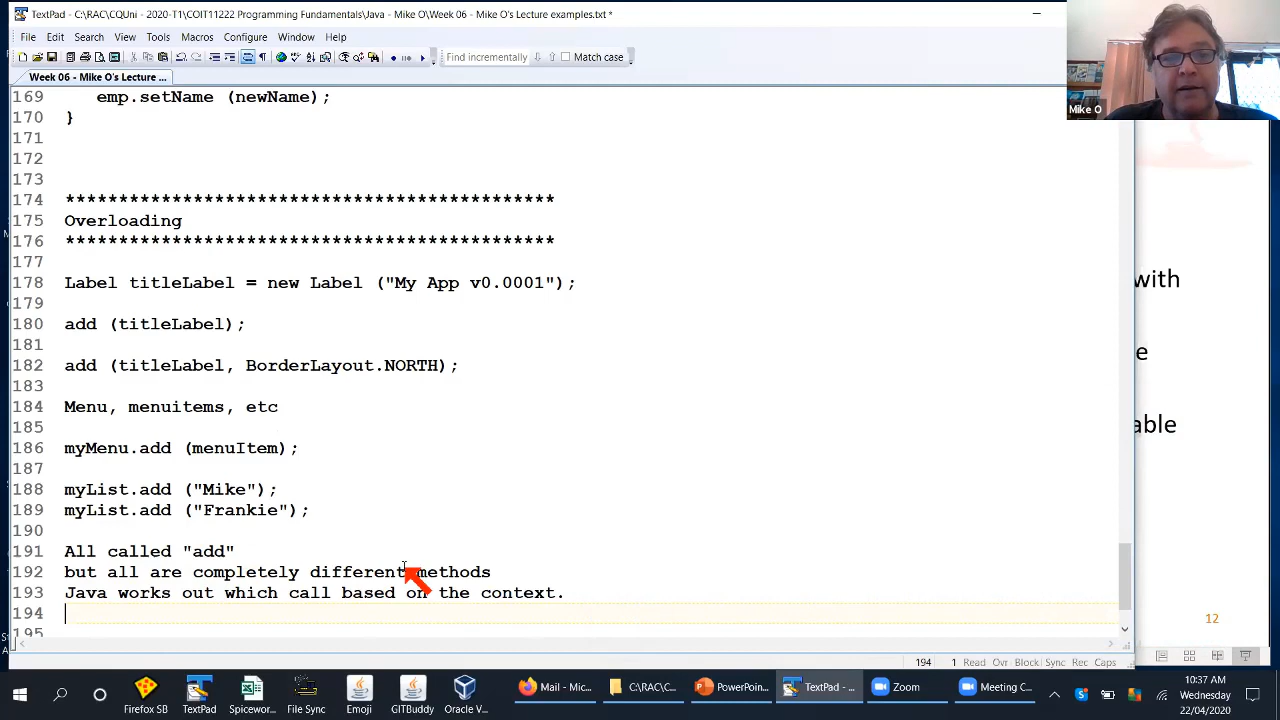 TextPad - C:\RAC\CQUni - 2020-T1\COIT11222 Programming Fundamentals\Java - Mike O\Week 06 - Mike O's Lecture examples.txt *
File Edit Search View Tools Macros Configure Window Help
Find incrementally Match case
Week 06 - Mike O's Lecture ...
Mike O
169 emp.setName (newName);
170 }
171
172
173
174 **********************************************
175 Overloading
176 **********************************************
177
178 Label titleLabel = new Label ("My App v0.0001");
179
180 add (titleLabel);
181
182 add (titleLabel, BorderLayout.NORTH);
183
184 Menu, menuitems, etc
185
186 myMenu.add (menuItem);
187
188 myList.add ("Mike");
189 myList.add ("Frankie");
190
191 All called "add"
192 but all are completely different methods
193 Java works out which call based on the context.
194
195
with
e
able
12
194 1 Read Ovr Block Sync Rec Caps
Firefox SB TextPad Spicewor... File Sync Emoji GITBuddy Oracle V... Mail - Mic... C:\RAC\C... PowerPoin... TextPad - ... Zoom Meeting C...
10:37 AM
Wednesday
22/04/2020